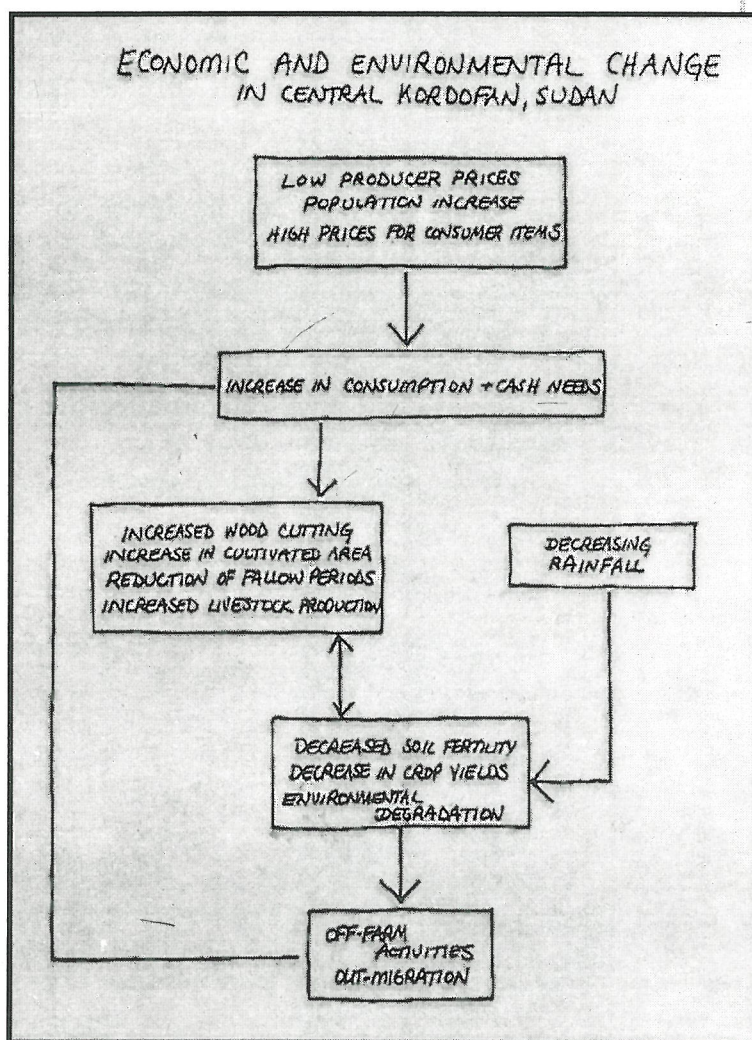 ECONOMIC AND ENVIRONMENTAL CHANGE
IN CENTRAL KORDOFAN, SUDAN
LOW PRODUCER PRICES
POPULATION INCREASE
HIGH PRICES FOR CONSUMER ITEMS
INCREASE IN CONSUMPTION + CASH NEEDS
INCREASED WOOD CUTTING
INCREASE IN CULTIVATED AREA
REDUCTION OF FALLOW PERIODS
INCREASED LIVESTOCK PRODUCTION
DECREASING
RAINFALL
DECREASED SOIL FERTILITY
DECREASE IN CROP YIELDS
ENVIRONMENTAL
DEGRADATION
OFF-FARM
ACTIVITIES
OUT-MIGRATION